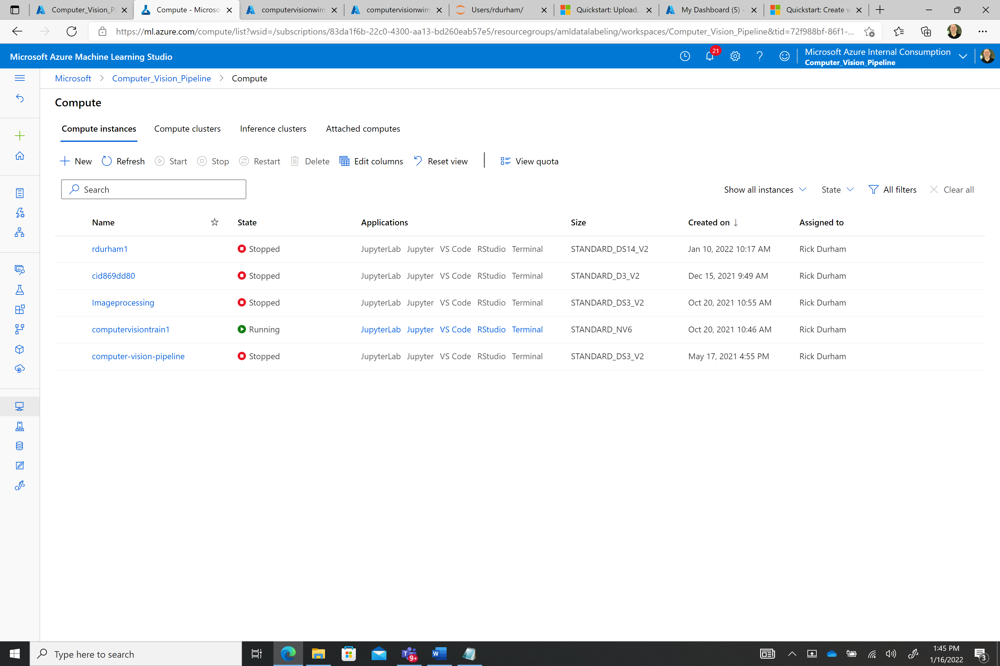 Computer_Vision_Pi
Compute - Microso
computervisionwim
computervisionwim
Users/rdurham/
Quickstart: Upload,
My Dashboard (5) -
Quickstart: Create w
https://ml.azure.com/compute/list?wsid=/subscriptions/83da1f6b-22c0-4300-aa13-bd260eab57e5/resourcegroups/amldatalabeling/workspaces/Computer_Vision_Pipeline&tid=72f988bf-86f1-...
Microsoft Azure Machine Learning Studio
21
Microsoft Azure Internal Consumption
Computer_Vision_Pipeline
Microsoft > Computer_Vision_Pipeline > Compute
Compute
Compute instances Compute clusters Inference clusters Attached computes
New Refresh Start Stop Restart Delete Edit columns Reset view View quota
Search
Show all instances State All filters Clear all
Name State Applications Size Created on ↓ Assigned to
rdurham1 Stopped JupyterLab Jupyter VS Code RStudio Terminal STANDARD_DS14_V2 Jan 10, 2022 10:17 AM Rick Durham
cid869dd80 Stopped JupyterLab Jupyter VS Code RStudio Terminal STANDARD_D3_V2 Dec 15, 2021 9:49 AM Rick Durham
Imageprocessing Stopped JupyterLab Jupyter VS Code RStudio Terminal STANDARD_DS3_V2 Oct 20, 2021 10:55 AM Rick Durham
computervisiontrain1 Running JupyterLab Jupyter VS Code RStudio Terminal STANDARD_NV6 Oct 20, 2021 10:46 AM Rick Durham
computer-vision-pipeline Stopped JupyterLab Jupyter VS Code RStudio Terminal STANDARD_DS3_V2 May 17, 2021 4:55 PM Rick Durham
Type here to search
9+
1:45 PM
1/16/2022
3